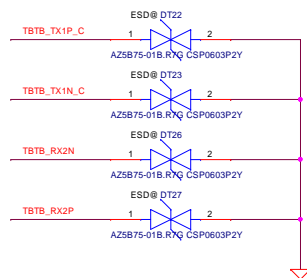 ESD@ DT22
TBTB_TX1P_C 1 2
AZ5B75-01B.R7G CSP0603P2Y
ESD@ DT23
TBTB_TX1N_C 1 2
AZ5B75-01B.R7G CSP0603P2Y
ESD@ DT26
TBTB_RX2N 1 2
AZ5B75-01B.R7G CSP0603P2Y
ESD@ DT27
TBTB_RX2P 1 2
AZ5B75-01B.R7G CSP0603P2Y